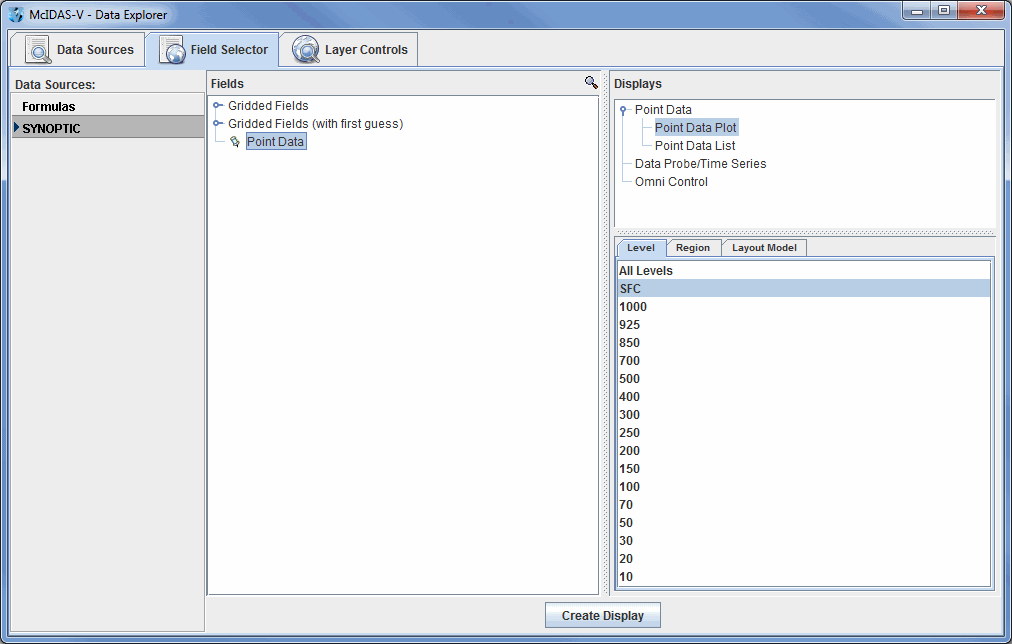 McIDAS-V - Data Explorer
Data Sources Field Selector Layer Controls
Data Sources:
Formulas
SYNOPTIC
Fields
Gridded Fields
Gridded Fields (with first guess)
Point Data
Displays
Point Data
Point Data Plot
Point Data List
Data Probe/Time Series
Omni Control
Level Region Layout Model
All Levels
SFC
1000
925
850
700
500
400
300
250
200
150
100
70
50
30
20
10
Create Display